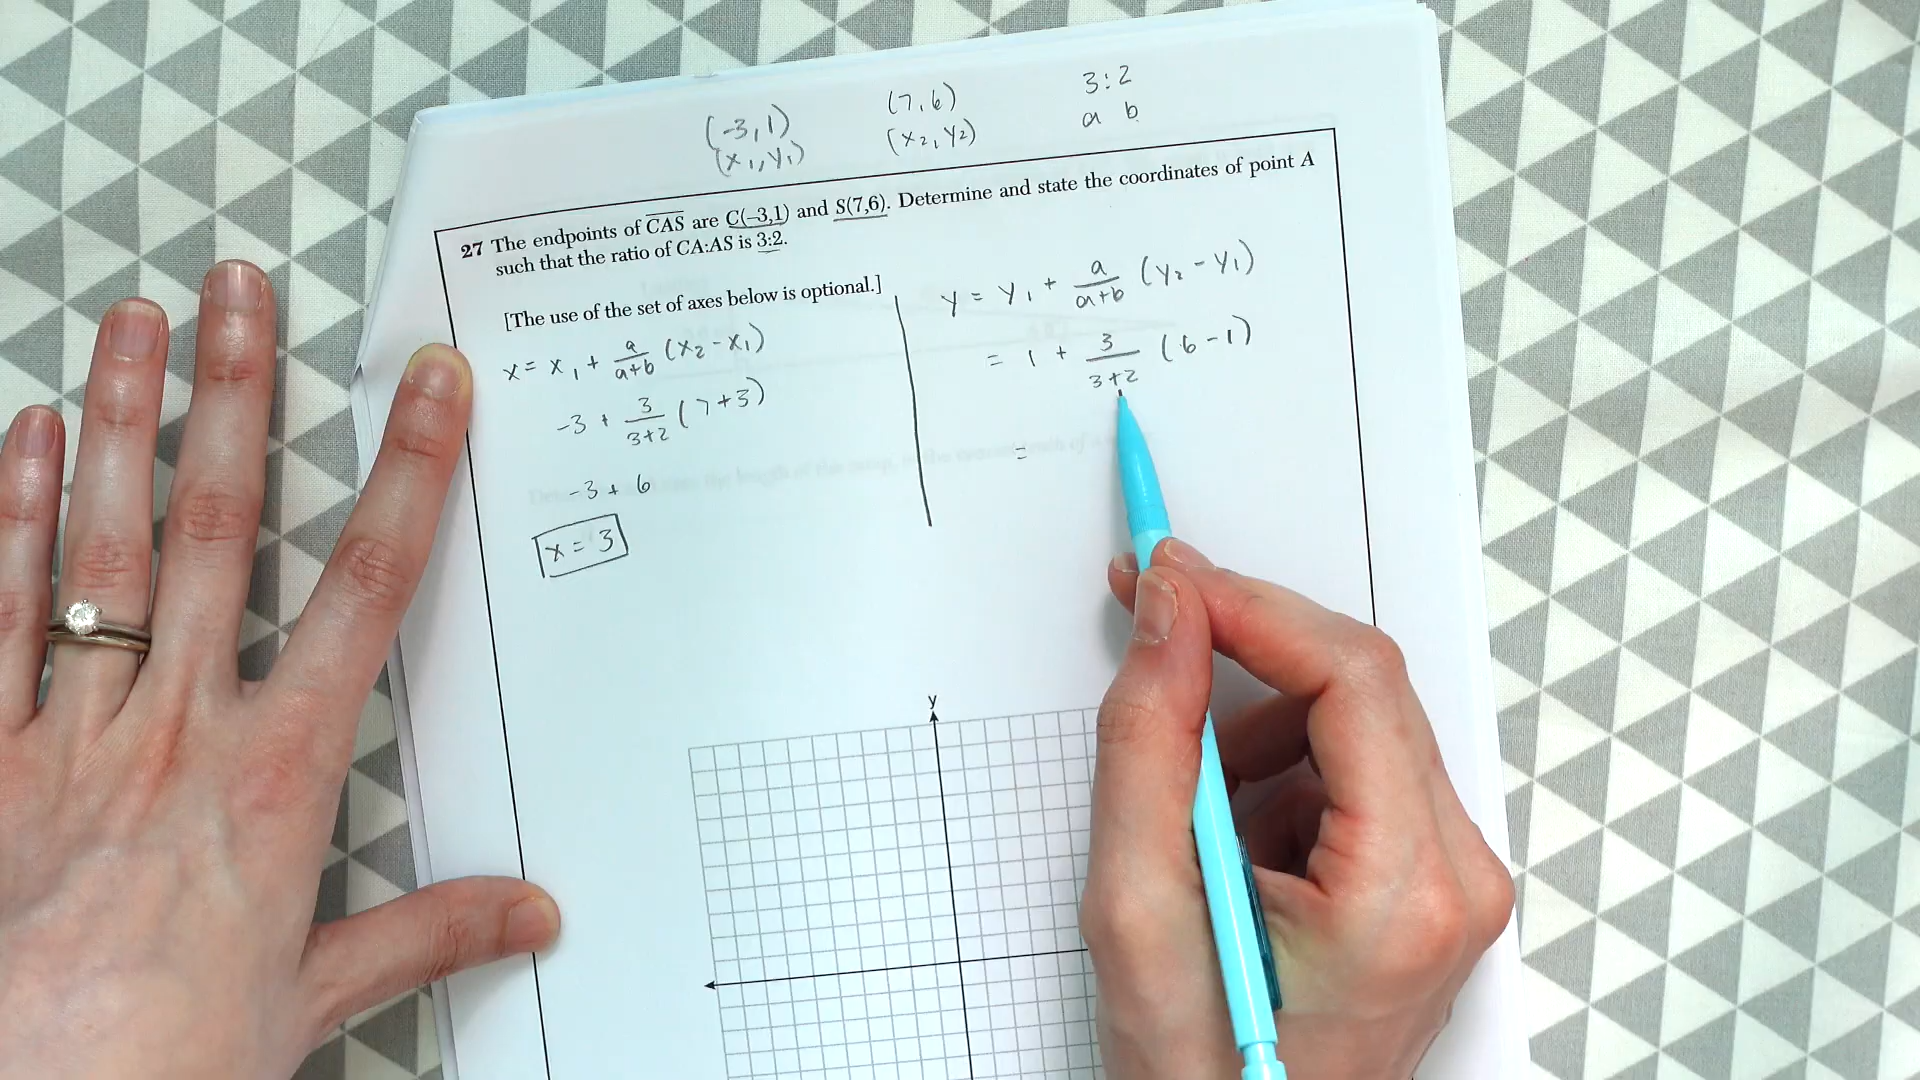 (-3,1) (7,6) 3:2
(x₁,y₁) (x₂,y₂) a b
27 The endpoints of CAS are C(–3,1) and S(7,6). Determine and state the coordinates of point A
such that the ratio of CA:AS is 3:2.
[The use of the set of axes below is optional.]
x = x₁ + a/(a+b) (x₂ - x₁)
-3 + 3/(3+2) (7+3)
-3 + 6
x = 3
y = y₁ + a/(a+b) (y₂ - y₁)
= 1 + 3/(3+2) (6-1)
=
y